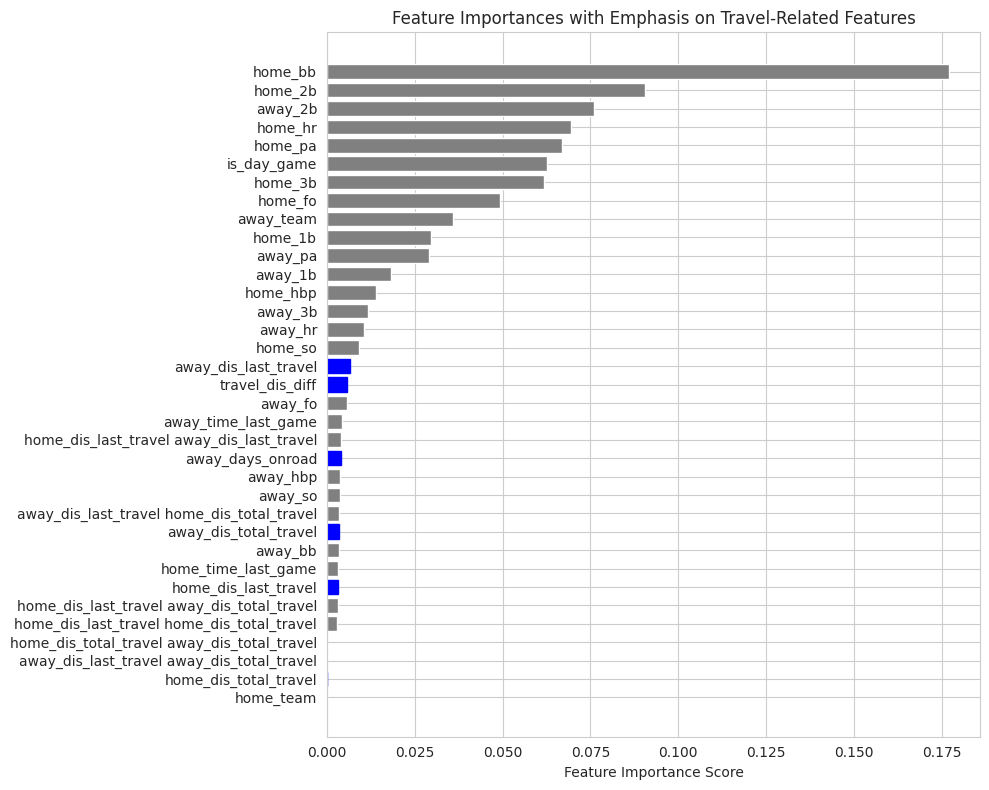 Feature Importances with Emphasis on Travel-Related Features
home_bb
home_2b
away_2b
home_hr
home_pa
is_day_game
home_3b
home_fo
away_team
home_1b
away_pa
away_1b
home_hbp
away_3b
away_hr
home_so
away_dis_last_travel
travel_dis_diff
away_fo
away_time_last_game
home_dis_last_travel away_dis_last_travel
away_days_onroad
away_hbp
away_so
away_dis_last_travel home_dis_total_travel
away_dis_total_travel
away_bb
home_time_last_game
home_dis_last_travel
home_dis_last_travel away_dis_total_travel
home_dis_last_travel home_dis_total_travel
home_dis_total_travel away_dis_total_travel
away_dis_last_travel away_dis_total_travel
home_dis_total_travel
home_team
0.000 0.025 0.050 0.075 0.100 0.125 0.150 0.175
Feature Importance Score